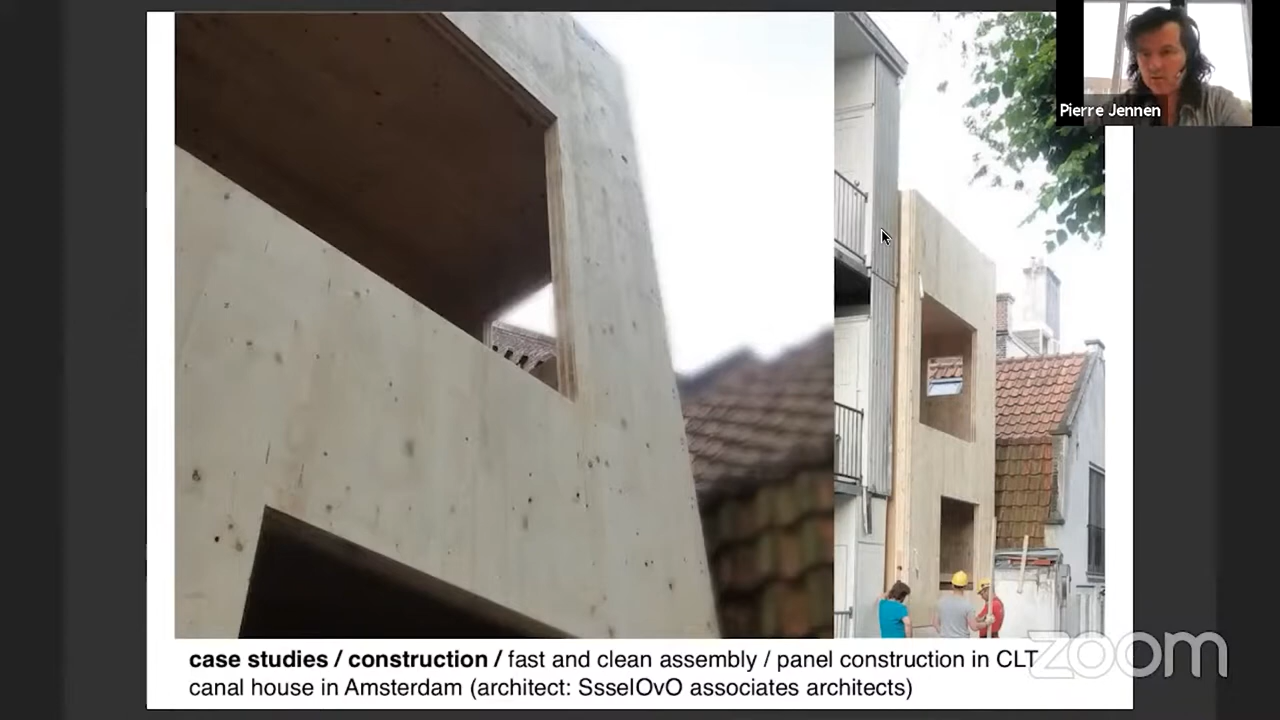 Pierre Jennen
case studies / construction / fast and clean assembly / panel construction in CLT
canal house in Amsterdam (architect: SsselOvO associates architects)
zoom